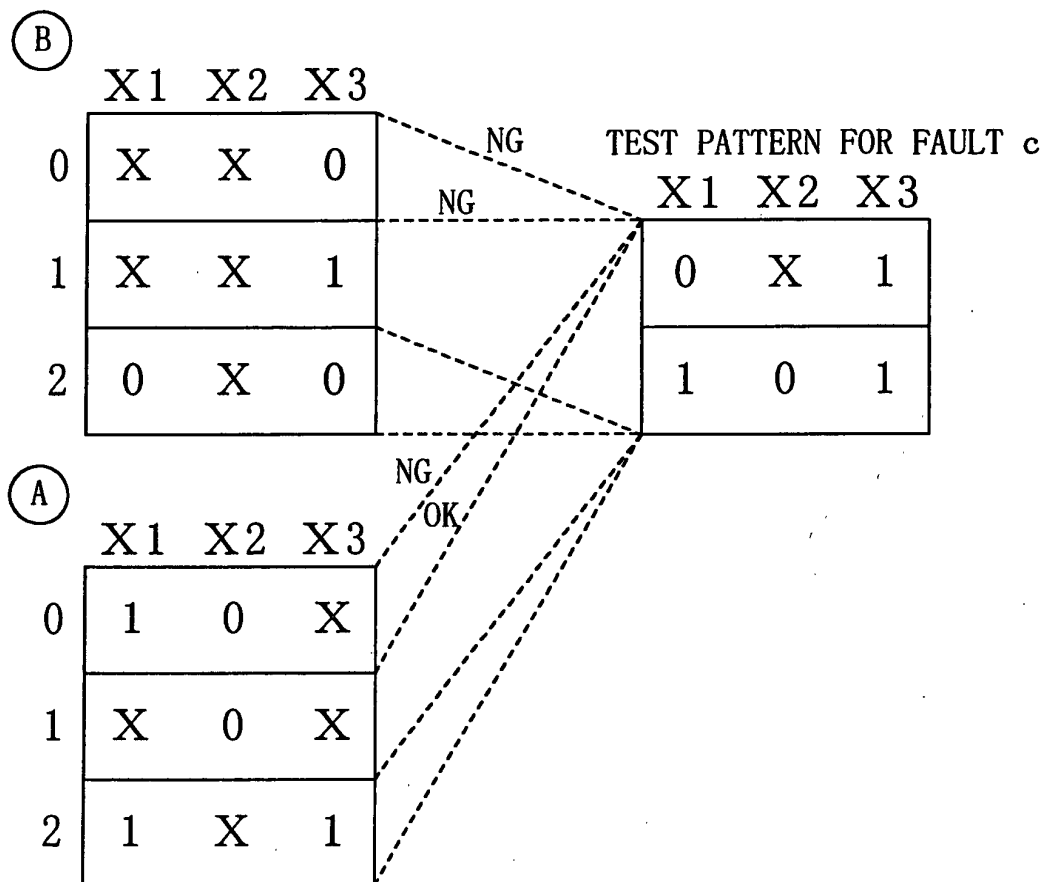 B
X1 X2 X3
0 X X 0
1 X X 1
2 0 X 0
NG
NG
TEST PATTERN FOR FAULT c
X1 X2 X3
0 X 1
1 0 1
NG
OK
A
X1 X2 X3
0 1 0 X
1 X 0 X
2 1 X 1